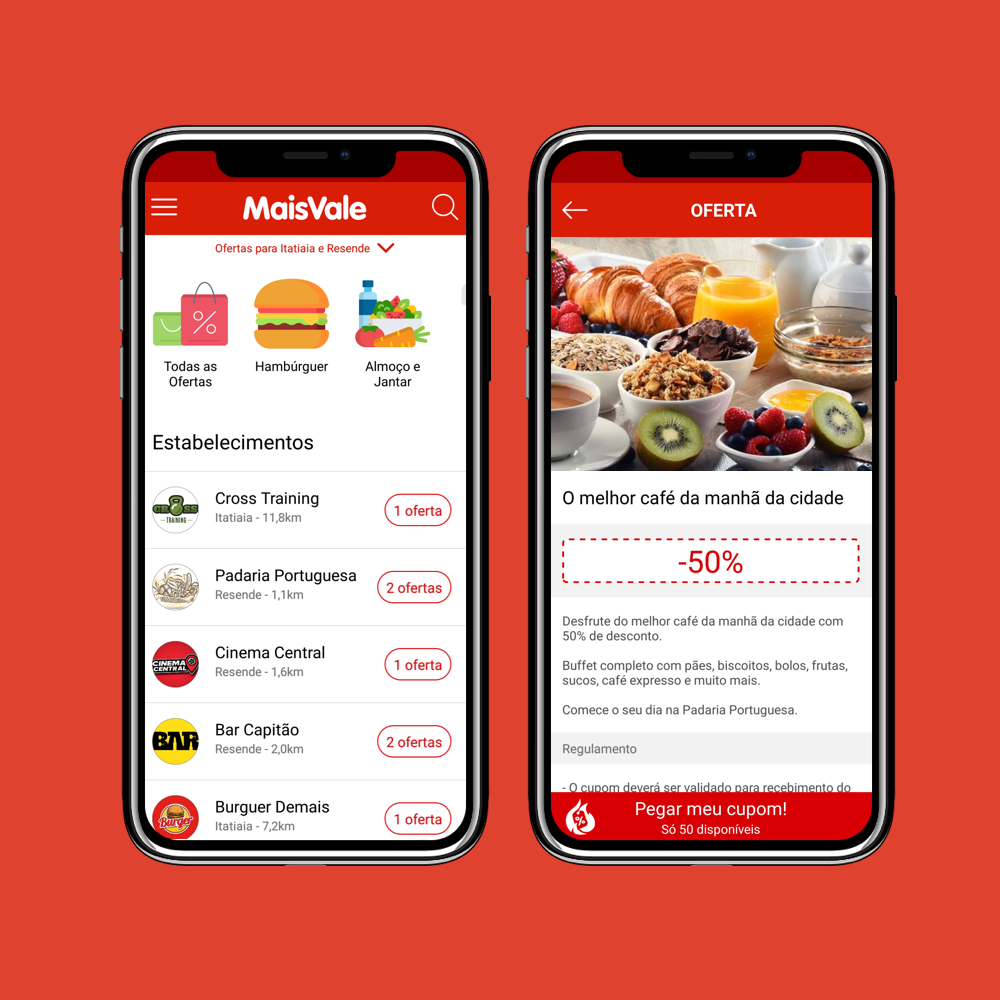 MaisVale
Ofertas para Itatiaia e Resende
%
Todas as
Ofertas
Hambúrguer
Almoço e
Jantar
Estabelecimentos
CROSS
TRAINING
Cross Training
Itatiaia - 11,8km
1 oferta
Padaria Portuguesa
Resende - 1,1km
2 ofertas
CINEMA
CENTRAL
Cinema Central
Resende - 1,6km
1 oferta
BAR
Bar Capitão
Resende - 2,0km
2 ofertas
Burger
Burguer Demais
Itatiaia - 7,2km
1 oferta
OFERTA
O melhor café da manhã da cidade
-50%
Desfrute do melhor café da manhã da cidade com
50% de desconto.
Buffet completo com pães, biscoitos, bolos, frutas,
sucos, café expresso e muito mais.
Comece o seu dia na Padaria Portuguesa.
Regulamento
- O cupom deverá ser validado para recebimento do
%
Pegar meu cupom!
Só 50 disponíveis